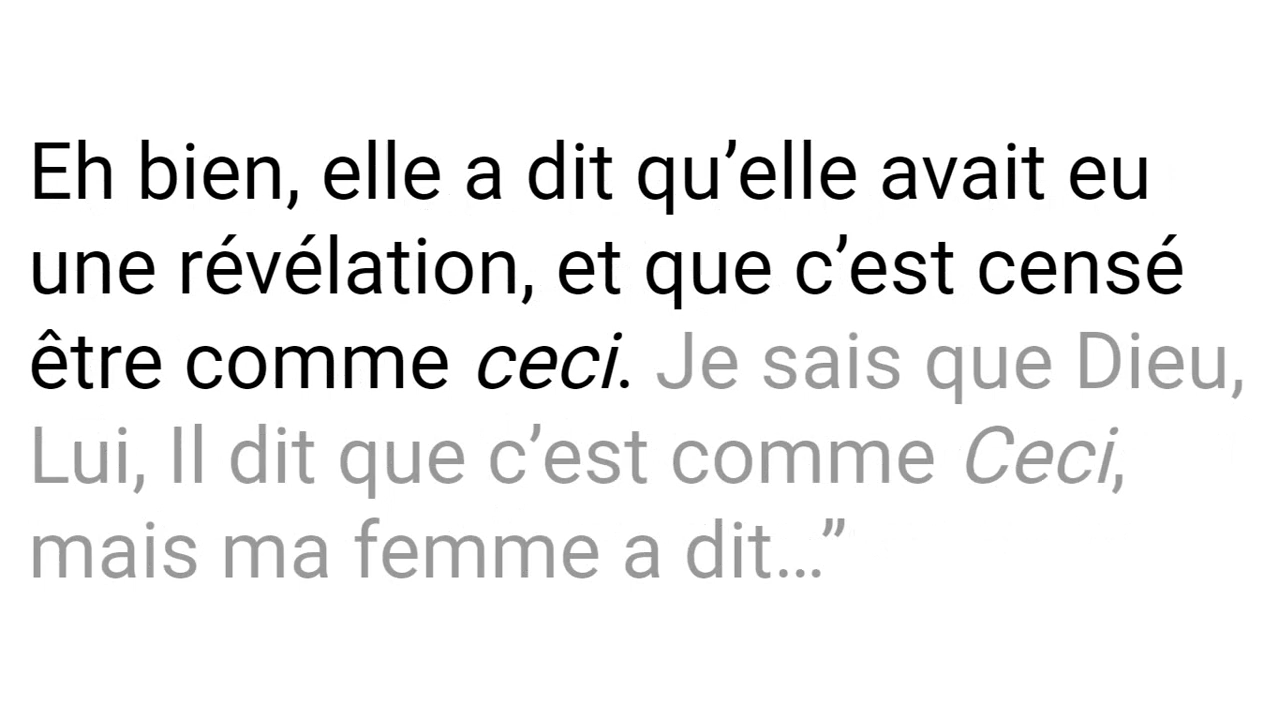 Eh bien, elle a dit qu’elle avait eu
une révélation, et que c’est censé
être comme ceci. Je sais que Dieu,
Lui, Il dit que c’est comme Ceci,
mais ma femme a dit…”